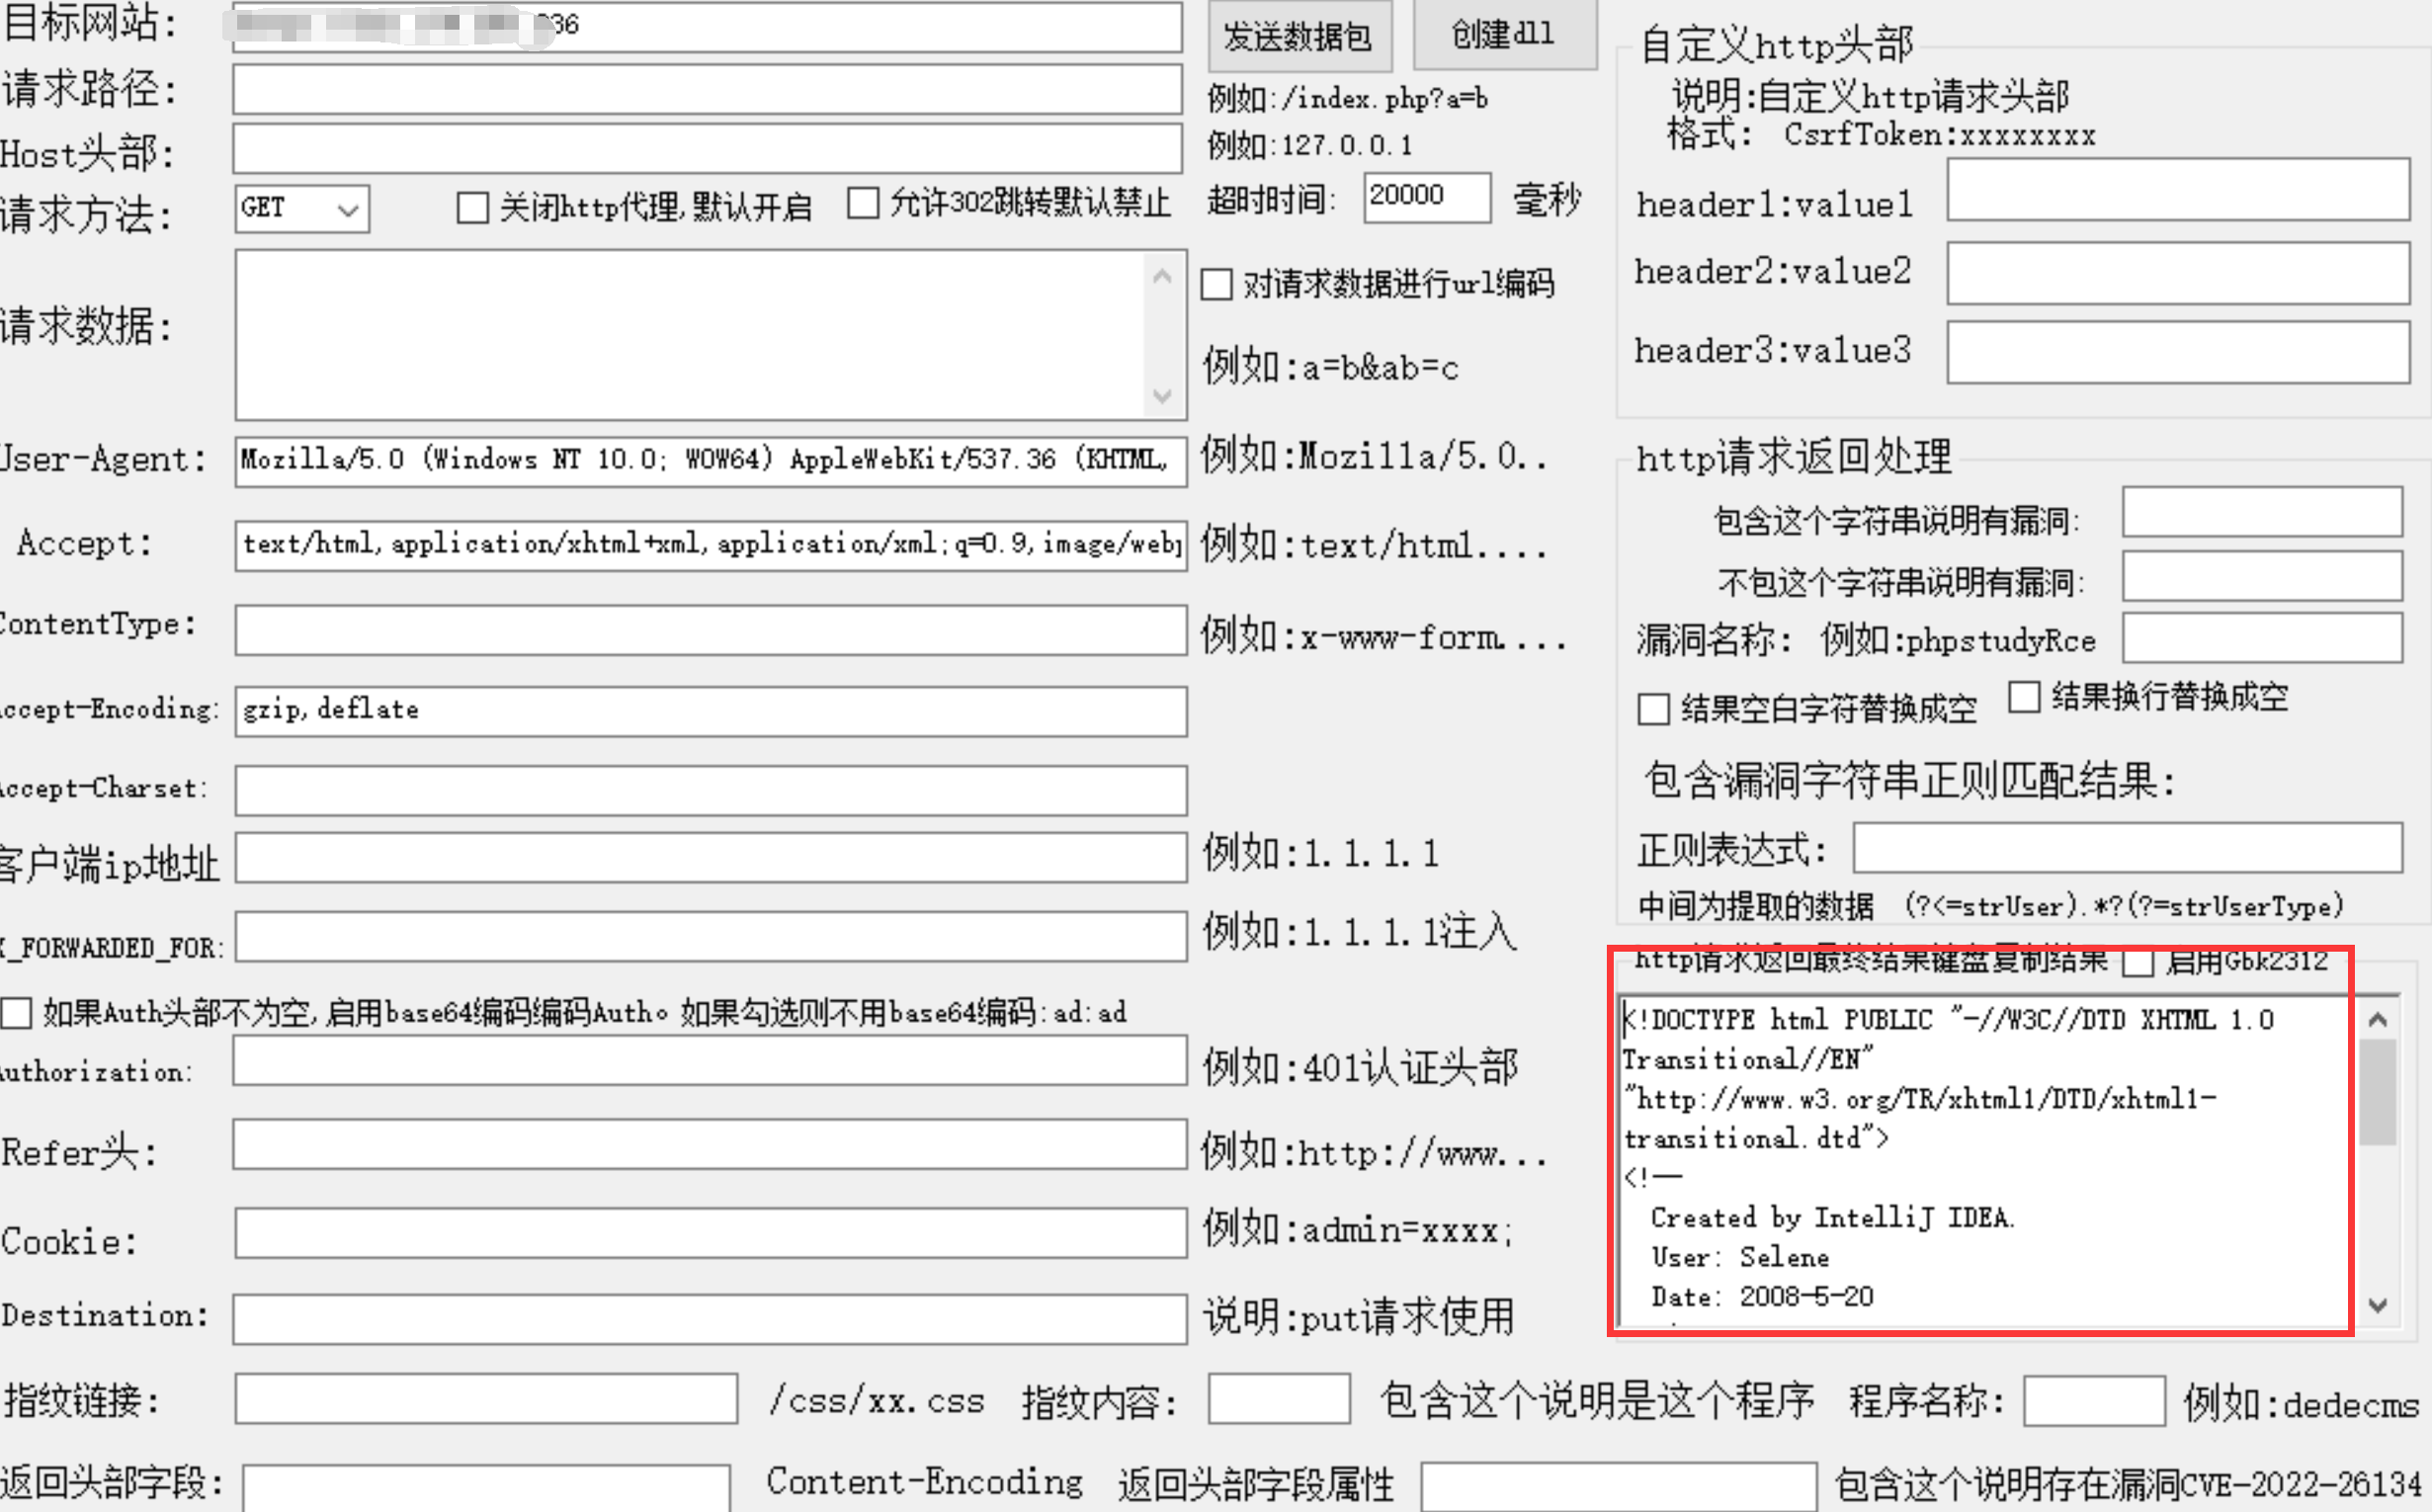 目标网站:
36
发送数据包
创建dll
请求路径:
例如:/index.php?a=b
Host头部:
例如:127.0.0.1
请求方法:
GET
关闭http代理,默认开启
允许302跳转默认禁止
超时时间:
20000
毫秒
请求数据:
对请求数据进行url编码
例如:a=b&ab=c
User-Agent:
Mozilla/5.0 (Windows NT 10.0; WOW64) AppleWebKit/537.36 (KHTML,
例如:Mozilla/5.0..
Accept:
text/html,application/xhtml+xml,application/xml;q=0.9,image/webp
例如:text/html....
ContentType:
例如:x-www-form....
Accept-Encoding:
gzip,deflate
Accept-Charset:
客户端ip地址
例如:1.1.1.1
X_FORWARDED_FOR:
例如:1.1.1.1注入
如果Auth头部不为空,启用base64编码编码Auth。如果勾选则不用base64编码:ad:ad
Authorization:
例如:401认证头部
Refer头:
例如:http://www...
Cookie:
例如:admin=xxxx;
Destination:
说明:put请求使用
自定义http头部
说明:自定义http请求头部
格式: CsrfToken:xxxxxxxx
header1:value1
header2:value2
header3:value3
http请求返回处理
包含这个字符串说明有漏洞:
不包这个字符串说明有漏洞:
漏洞名称: 例如:phpstudyRce
结果空白字符替换成空
结果换行替换成空
包含漏洞字符串正则匹配结果:
正则表达式:
中间为提取的数据 (?<=strUser).*?(?=strUserType)
http请求返回最终结果键盘复制结果
启用Gbk2312
<!DOCTYPE html PUBLIC "-//W3C//DTD XHTML 1.0
Transitional//EN"
"http://www.w3.org/TR/xhtml1/DTD/xhtml1-
transitional.dtd">
<!--
Created by IntelliJ IDEA.
User: Selene
Date: 2008-5-20
指纹链接:
/css/xx.css
指纹内容:
包含这个说明是这个程序
程序名称:
例如:dedecms
返回头部字段:
Content-Encoding
返回头部字段属性
包含这个说明存在漏洞CVE-2022-26134